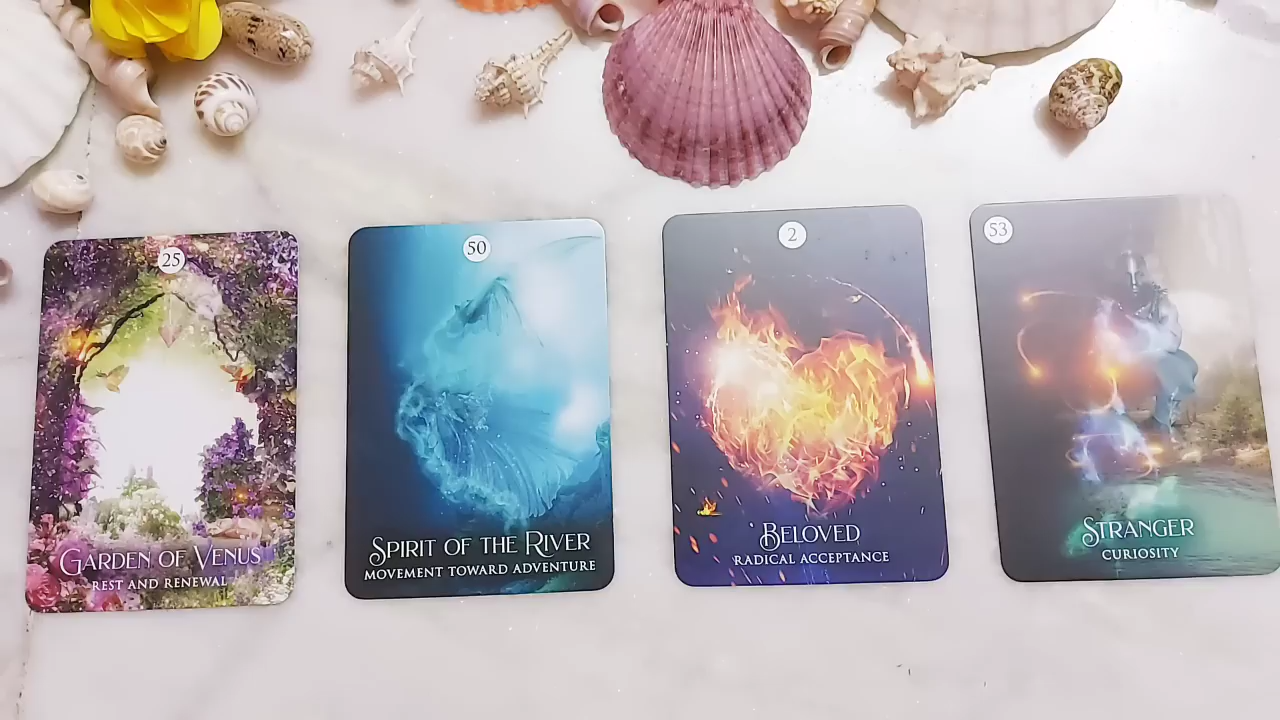 25
GARDEN OF VENUS
REST AND RENEWAL
50
SPIRIT OF THE RIVER
MOVEMENT TOWARD ADVENTURE
2
BELOVED
RADICAL ACCEPTANCE
53
STRANGER
CURIOSITY